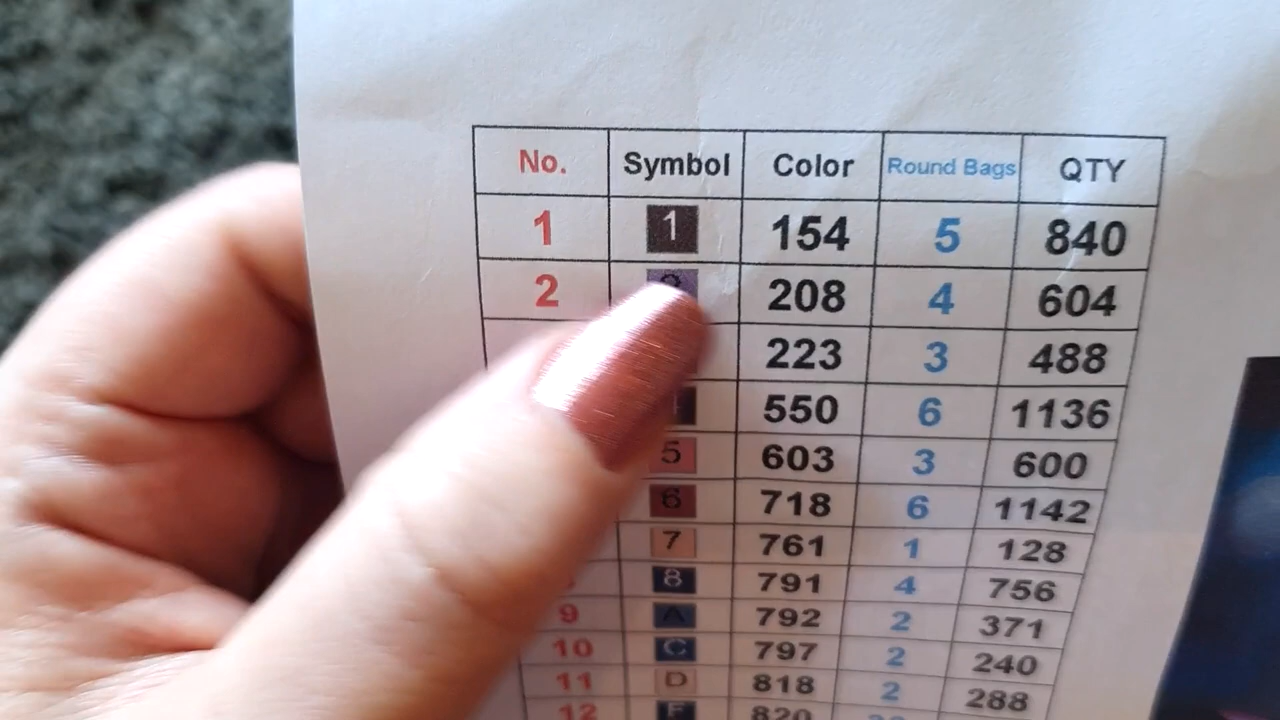 No. Symbol Color Round Bags QTY
1 1 154 5 840
2 208 4 604
223 3 488
550 6 1136
5 603 3 600
6 718 6 1142
7 761 1 128
8 791 4 756
9 A 792 2 371
10 C 797 2 240
11 D 818 2 288
12 F 820